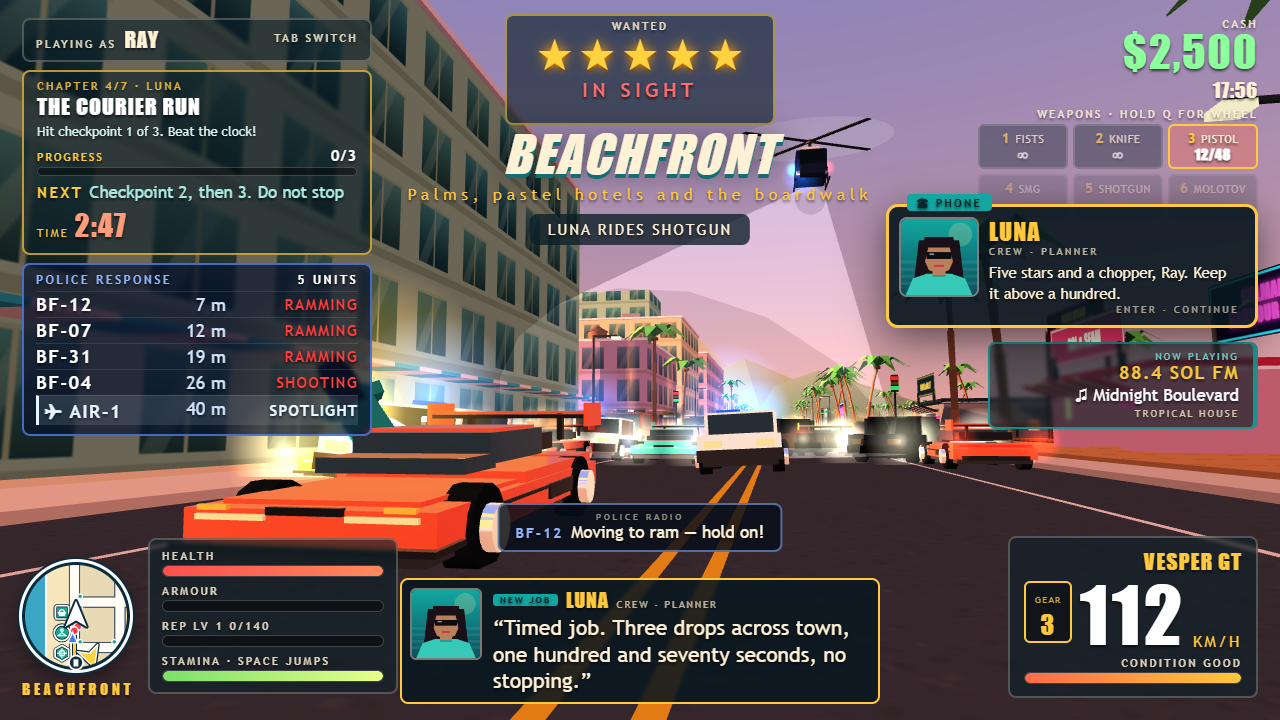 PLAYING AS RAY TAB SWITCH
CHAPTER 4/7 · LUNA
THE COURIER RUN
Hit checkpoint 1 of 3. Beat the clock!
PROGRESS 0/3
NEXT Checkpoint 2, then 3. Do not stop
TIME 2:47
POLICE RESPONSE 5 UNITS
BF-12 7 m RAMMING
BF-07 12 m RAMMING
BF-31 19 m RAMMING
BF-04 26 m SHOOTING
AIR-1 40 m SPOTLIGHT
WANTED
IN SIGHT
BEACHFRONT
Palms, pastel hotels and the boardwalk
LUNA RIDES SHOTGUN
CASH
$2,500
17:56
WEAPONS · HOLD Q FOR WHEEL
1 FISTS 2 KNIFE 3 PISTOL
∞ ∞ 12/48
4 SMG 5 SHOTGUN 6 MOLOTOV
PHONE
LUNA
CREW · PLANNER
Five stars and a chopper, Ray. Keep
it above a hundred.
ENTER · CONTINUE
NOW PLAYING
88.4 SOL FM
Midnight Boulevard
TROPICAL HOUSE
POLICE RADIO
BF-12 Moving to ram — hold on!
HEALTH
ARMOUR
REP LV 1 0/140
STAMINA · SPACE JUMPS
BEACHFRONT
NEW JOB LUNA CREW · PLANNER
“Timed job. Three drops across town,
one hundred and seventy seconds, no
stopping.”
VESPER GT
GEAR
3
112 KM/H
CONDITION GOOD